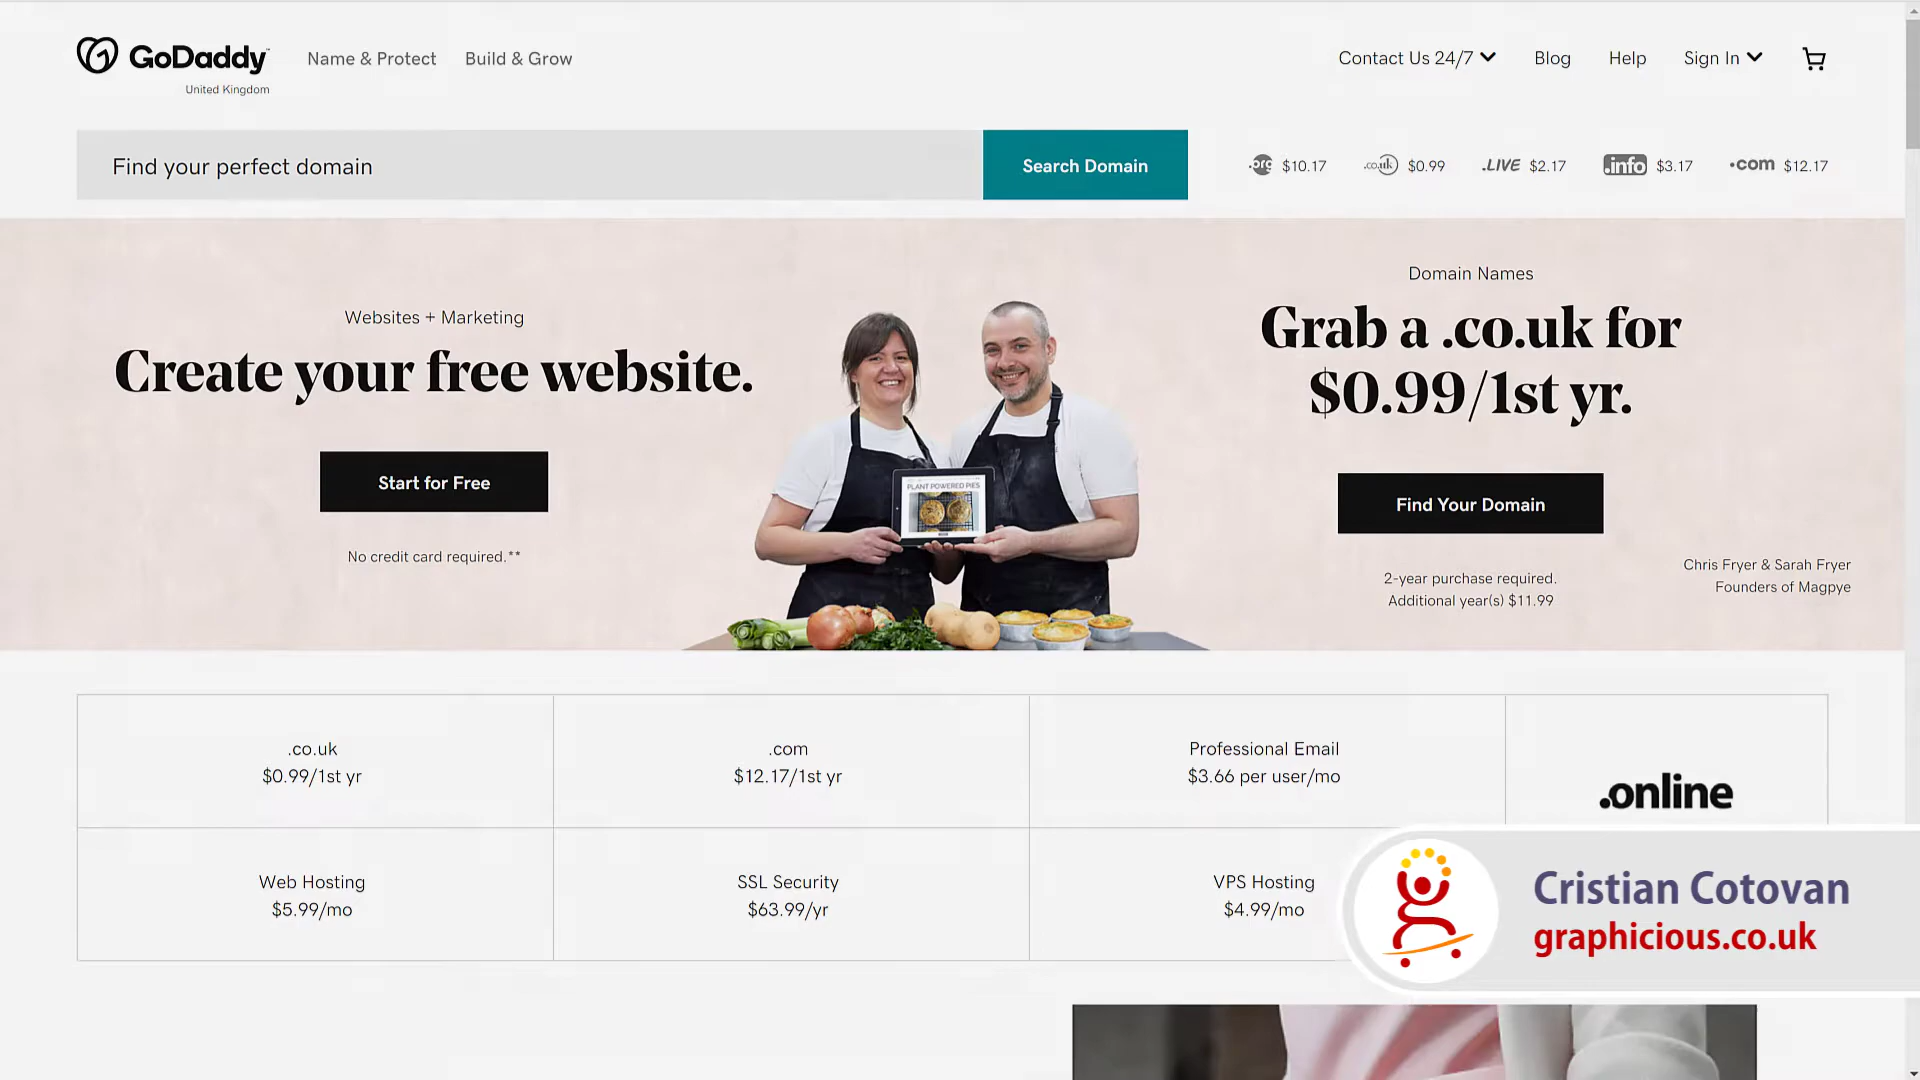 GoDaddy
United Kingdom
Name & Protect
Build & Grow
Contact Us 24/7
Blog
Help
Sign In
Find your perfect domain
Search Domain
.org $10.17
.co.uk $0.99
.LIVE $2.17
.info $3.17
.com $12.17
Websites + Marketing
Create your free website.
Start for Free
No credit card required.**
PLANT POWERED PIES
Domain Names
Grab a .co.uk for
$0.99/1st yr.
Find Your Domain
2-year purchase required.
Additional year(s) $11.99
Chris Fryer & Sarah Fryer
Founders of Magpye
.co.uk
$0.99/1st yr
.com
$12.17/1st yr
Professional Email
$3.66 per user/mo
.online
Web Hosting
$5.99/mo
SSL Security
$63.99/yr
VPS Hosting
$4.99/mo
Cristian Cotovan
graphicious.co.uk